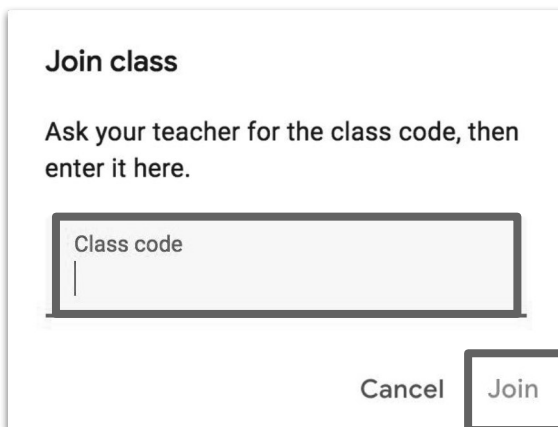 Join class
Ask your teacher for the class code, then
enter it here.
Class code
Cancel Join